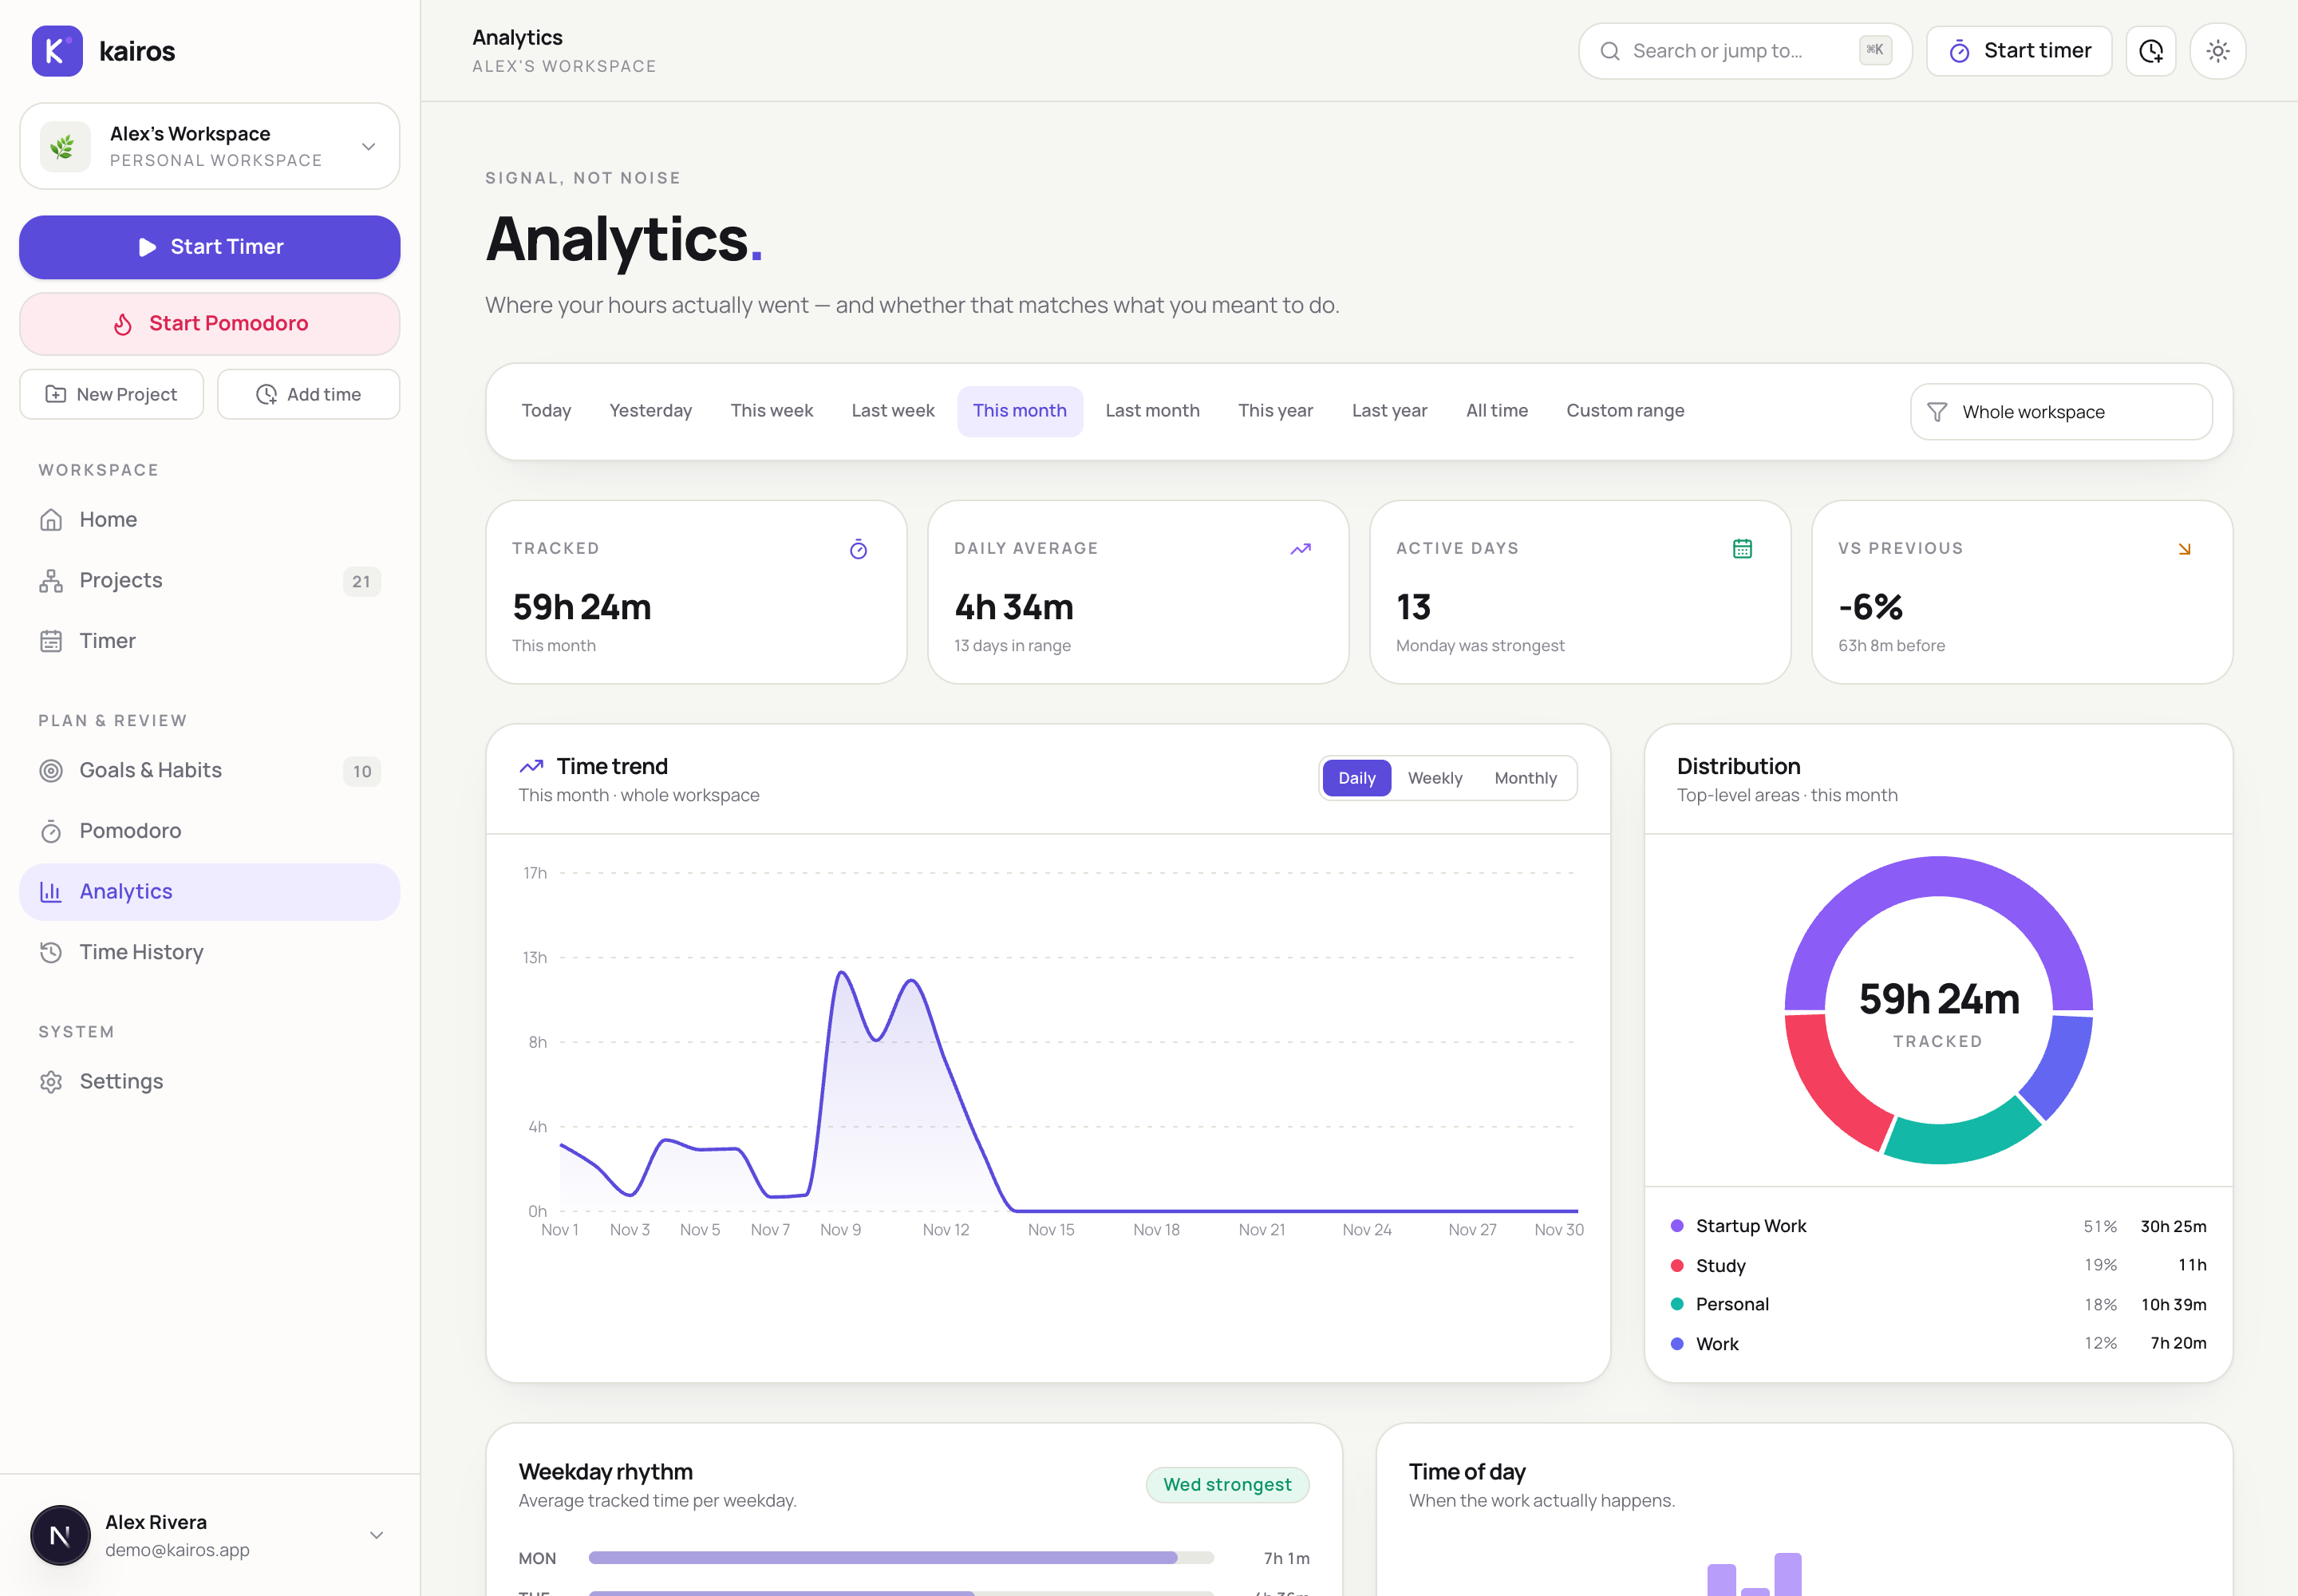 kairos
Alex's Workspace
PERSONAL WORKSPACE
Start Timer
Start Pomodoro
New Project
Add time
WORKSPACE
Home
Projects
21
Timer
PLAN & REVIEW
Goals & Habits
10
Pomodoro
Analytics
Time History
SYSTEM
Settings
Alex Rivera
demo@kairos.app
Analytics
ALEX'S WORKSPACE
Search or jump to...
⌘K
Start timer
SIGNAL, NOT NOISE
Analytics.
Where your hours actually went — and whether that matches what you meant to do.
Today
Yesterday
This week
Last week
This month
Last month
This year
Last year
All time
Custom range
Whole workspace
TRACKED
59h 24m
This month
DAILY AVERAGE
4h 34m
13 days in range
ACTIVE DAYS
13
Monday was strongest
VS PREVIOUS
-6%
63h 8m before
Time trend
This month · whole workspace
Daily
Weekly
Monthly
17h
13h
8h
4h
0h
Nov 1
Nov 3
Nov 5
Nov 7
Nov 9
Nov 12
Nov 15
Nov 18
Nov 21
Nov 24
Nov 27
Nov 30
Distribution
Top-level areas · this month
59h 24m
TRACKED
Startup Work 51% 30h 25m
Study 19% 11h
Personal 18% 10h 39m
Work 12% 7h 20m
Weekday rhythm
Average tracked time per weekday.
Wed strongest
MON 7h 1m
Time of day
When the work actually happens.